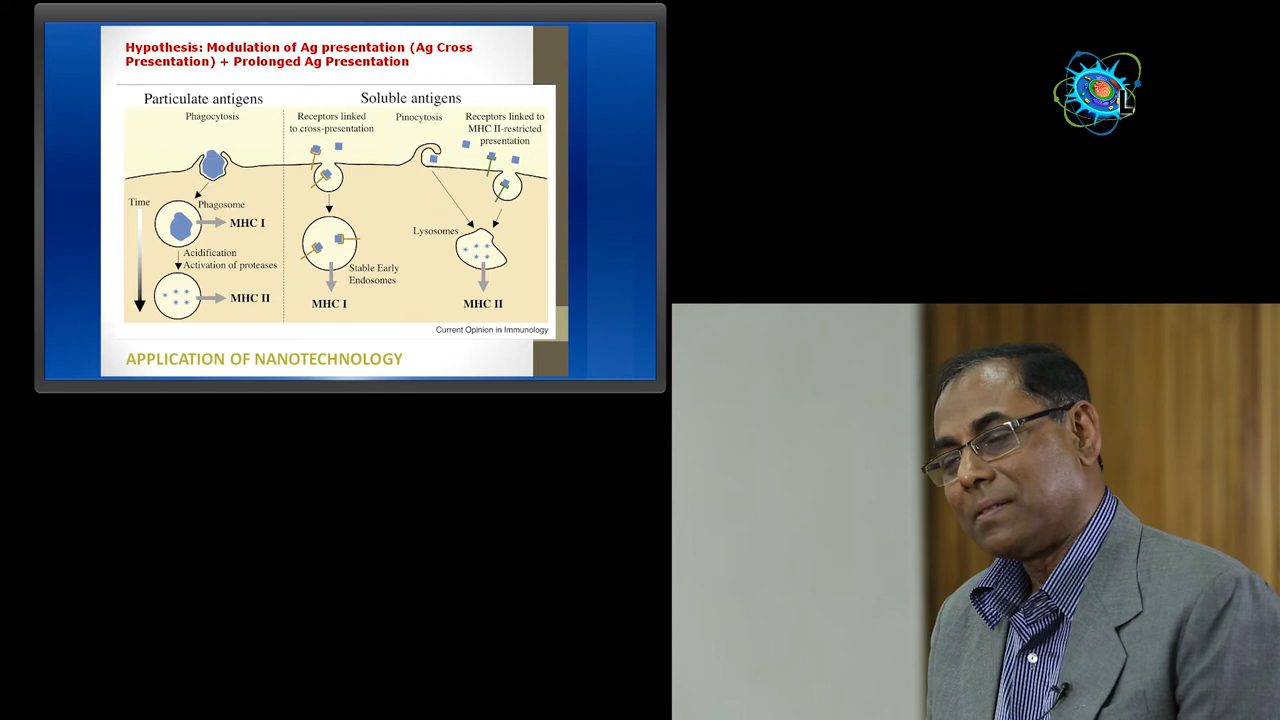 Hypothesis: Modulation of Ag presentation (Ag Cross
Presentation) + Prolonged Ag Presentation
Particulate antigens
Soluble antigens
Phagocytosis
Receptors linked
to cross-presentation
Pinocytosis
Receptors linked to
MHC II-restricted
presentation
Time
Phagosome
MHC I
Acidification
Activation of proteases
MHC II
Stable Early
Endosomes
MHC I
Lysosomes
MHC II
Current Opinion in Immunology
APPLICATION OF NANOTECHNOLOGY
L